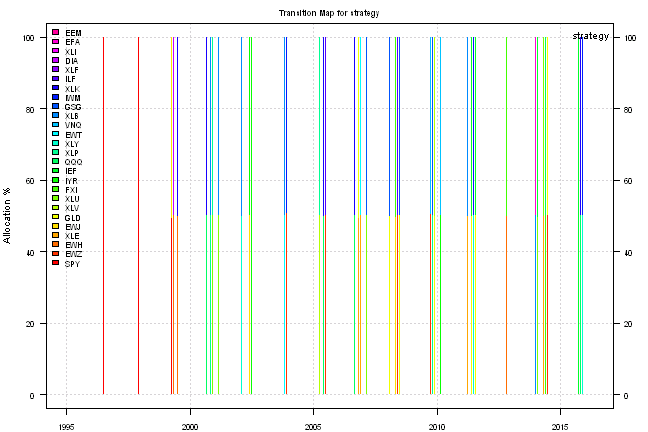 Transition Map for strategy
strategy
EEM
EFA
XLI
DIA
XLF
ILF
XLK
IWM
GSG
XLB
VNQ
EWT
XLY
XLP
QQQ
IEF
IYR
FXI
XLU
XLV
GLD
EWJ
XLE
EWH
EWZ
SPY
Allocation %
100
80
60
40
20
0
100
80
60
40
20
0
1995
2000
2005
2010
2015